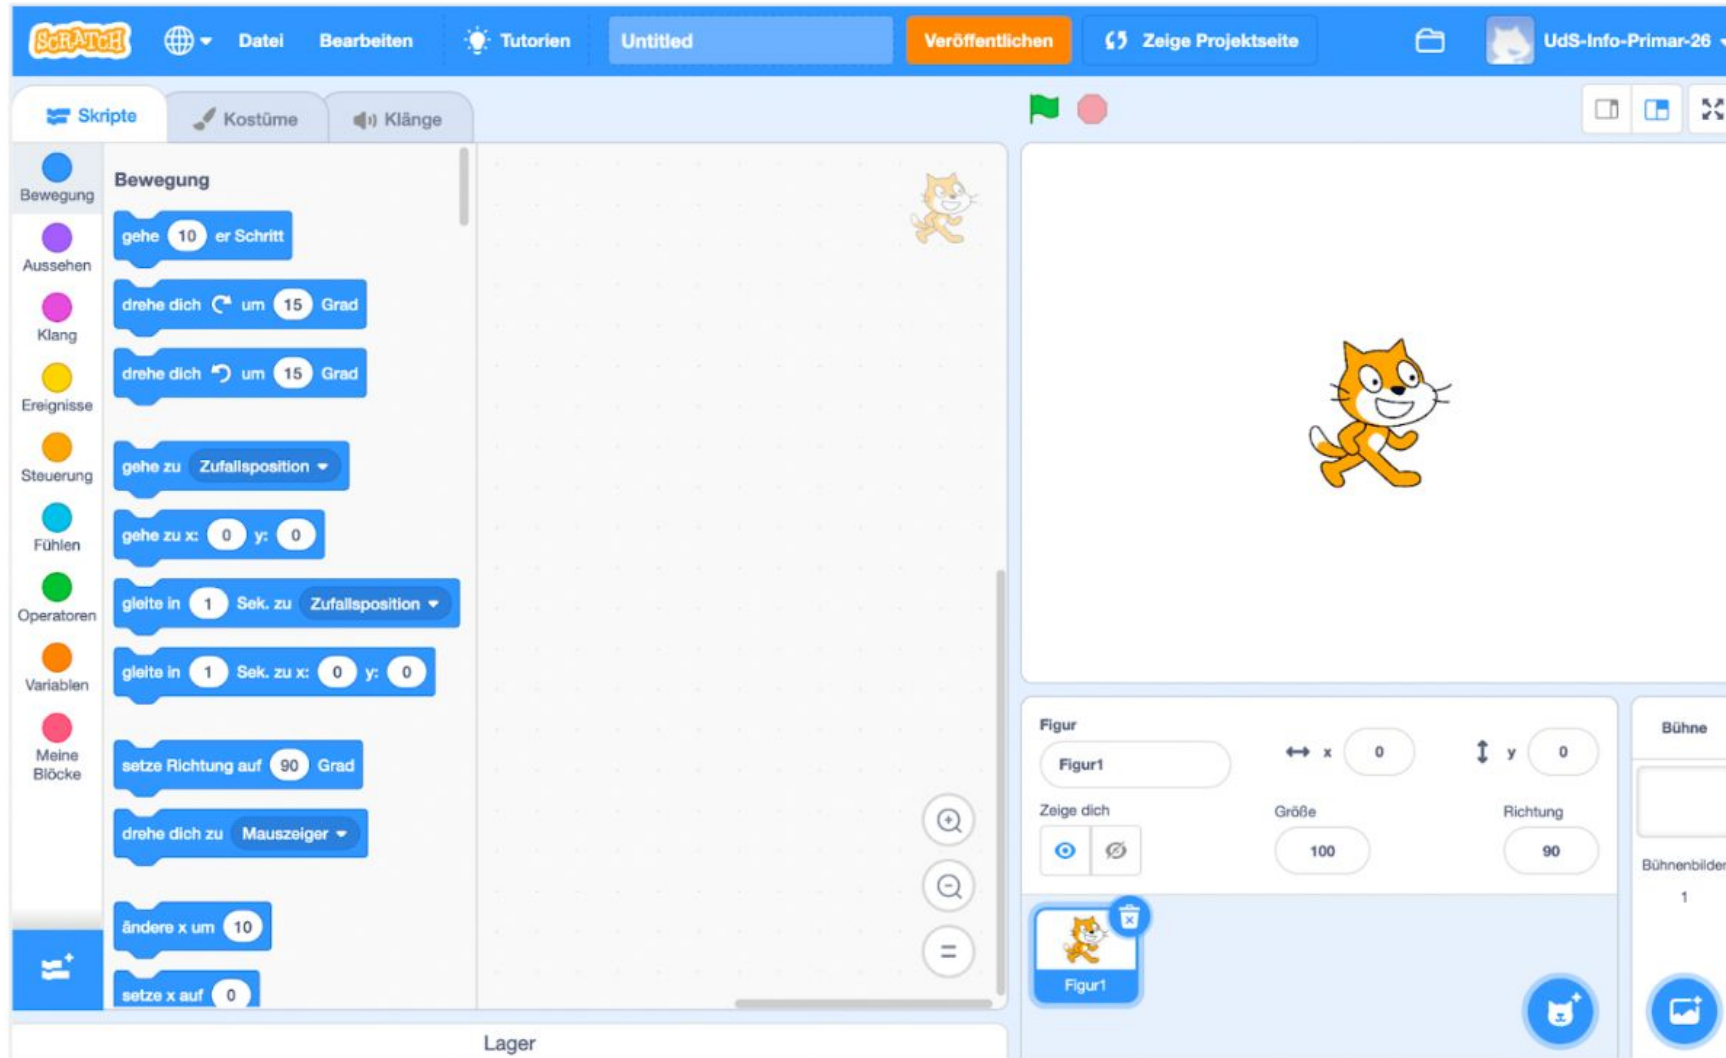 SCRATCH Datei Bearbeiten Tutorien Untitled Veröffentlichen Zeige Projektseite UdS-Info-Primar-26
Skripte Kostüme Klänge
Bewegung
Aussehen
Klang
Ereignisse
Steuerung
Fühlen
Operatoren
Variablen
Meine
Blöcke
Bewegung
gehe 10 er Schritt
drehe dich um 15 Grad
drehe dich um 15 Grad
gehe zu Zufallsposition
gehe zu x: 0 y: 0
gleite in 1 Sek. zu Zufallsposition
gleite in 1 Sek. zu x: 0 y: 0
setze Richtung auf 90 Grad
drehe dich zu Mauszeiger
ändere x um 10
setze x auf 0
Lager
Figur
Figur1 x 0 y 0
Zeige dich Größe Richtung
100 90
Figur1
Bühne
Bühnenbilder
1